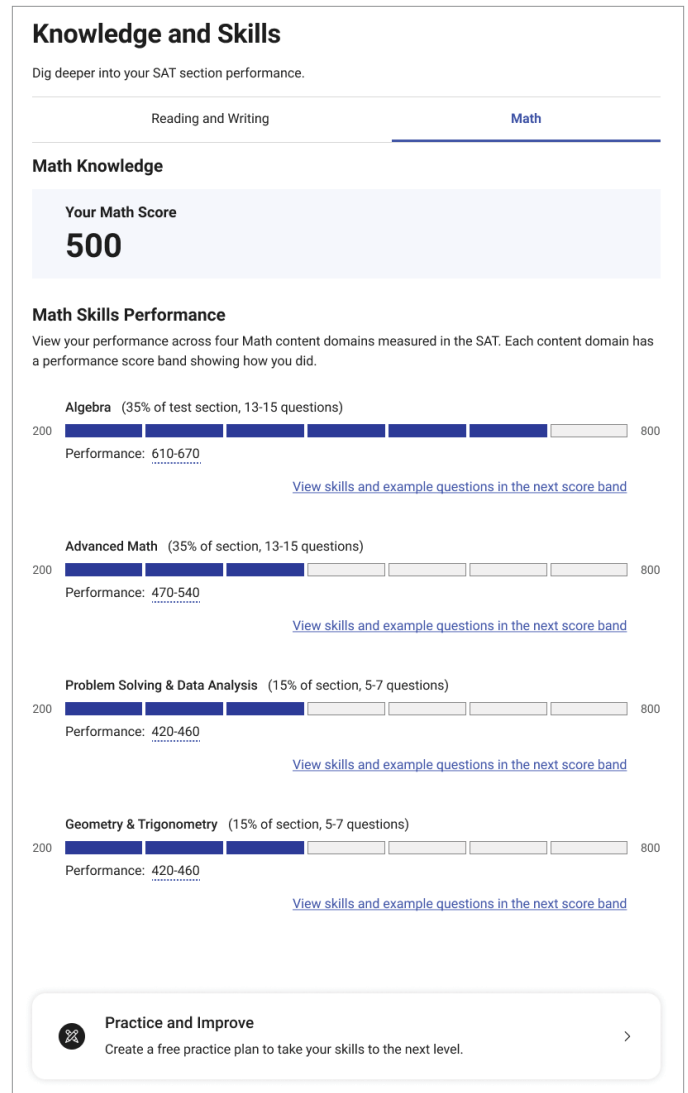 Knowledge and Skills
Dig deeper into your SAT section performance.
Reading and Writing
Math
Math Knowledge
Your Math Score
500
Math Skills Performance
View your performance across four Math content domains measured in the SAT. Each content domain has
a performance score band showing how you did.
Algebra (35% of test section, 13-15 questions)
200
800
Performance: 610-670
View skills and example questions in the next score band
Advanced Math (35% of section, 13-15 questions)
200
800
Performance: 470-540
View skills and example questions in the next score band
Problem Solving & Data Analysis (15% of section, 5-7 questions)
200
800
Performance: 420-460
View skills and example questions in the next score band
Geometry & Trigonometry (15% of section, 5-7 questions)
200
800
Performance: 420-460
View skills and example questions in the next score band
Practice and Improve
Create a free practice plan to take your skills to the next level.